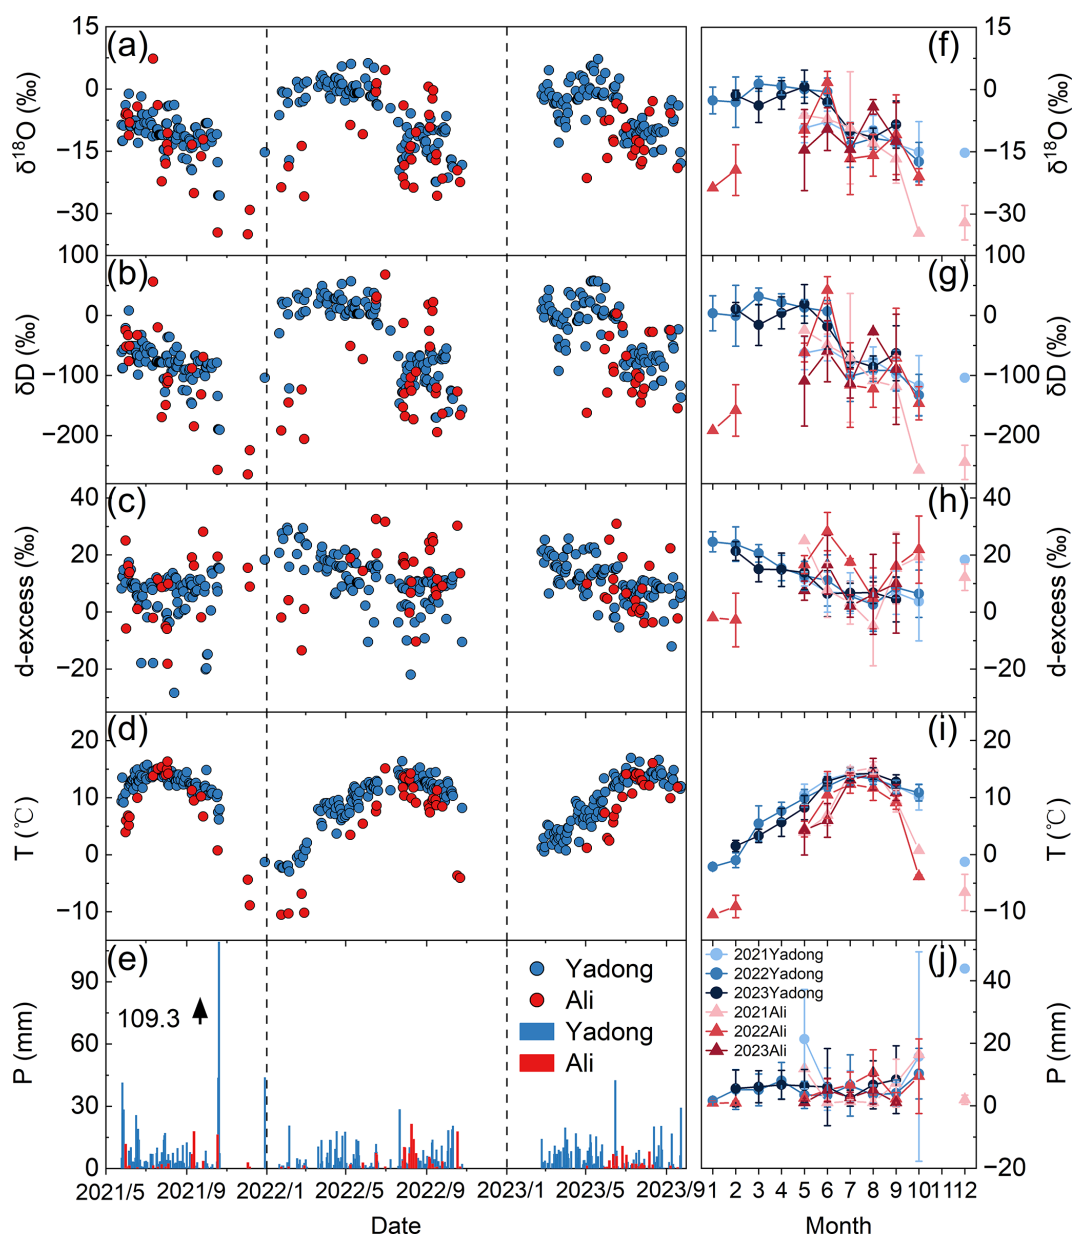 (a)
15
0
−15
−30
δ¹⁸O (‰)
(f)
15
0
−15
−30
δ¹⁸O (‰)
(b)
100
0
−100
−200
δD (‰)
(g)
100
0
−100
−200
δD (‰)
(c)
40
20
0
−20
d-excess (‰)
(h)
40
20
0
−20
d-excess (‰)
(d)
20
10
0
−10
T (℃)
(i)
20
10
0
−10
T (℃)
(e)
90
60
30
0
P (mm)
109.3
Yadong
Ali
Yadong
Ali
(j)
2021Yadong
2022Yadong
2023Yadong
2021Ali
2022Ali
2023Ali
40
20
0
−20
P (mm)
2021/5 2021/9 2022/1 2022/5 2022/9 2023/1 2023/5 2023/9
Date
1 2 3 4 5 6 7 8 9 10 11 12
Month